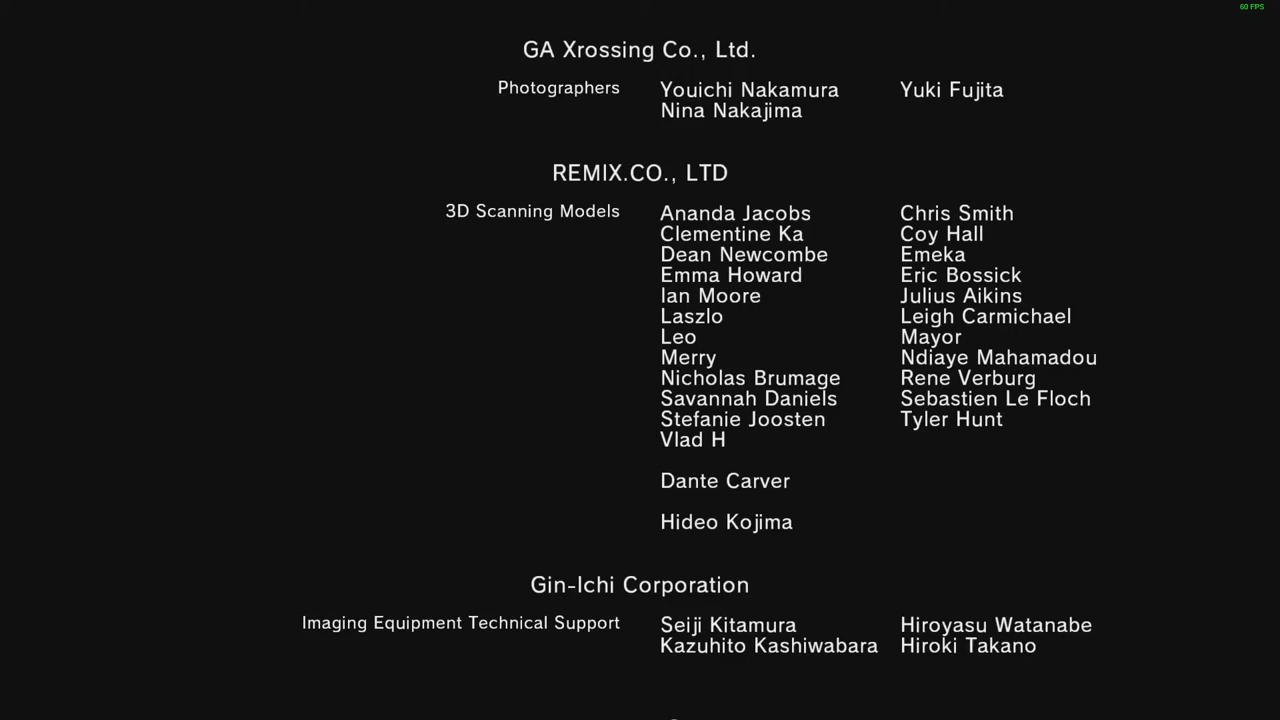 60 FPS
GA Xrossing Co., Ltd.
Photographers Youichi Nakamura Yuki Fujita
Nina Nakajima
REMIX.CO., LTD
3D Scanning Models Ananda Jacobs Chris Smith
Clementine Ka Coy Hall
Dean Newcombe Emeka
Emma Howard Eric Bossick
Ian Moore Julius Aikins
Laszlo Leigh Carmichael
Leo Mayor
Merry Ndiaye Mahamadou
Nicholas Brumage Rene Verburg
Savannah Daniels Sebastien Le Floch
Stefanie Joosten Tyler Hunt
Vlad H
Dante Carver
Hideo Kojima
Gin-Ichi Corporation
Imaging Equipment Technical Support Seiji Kitamura Hiroyasu Watanabe
Kazuhito Kashiwabara Hiroki Takano